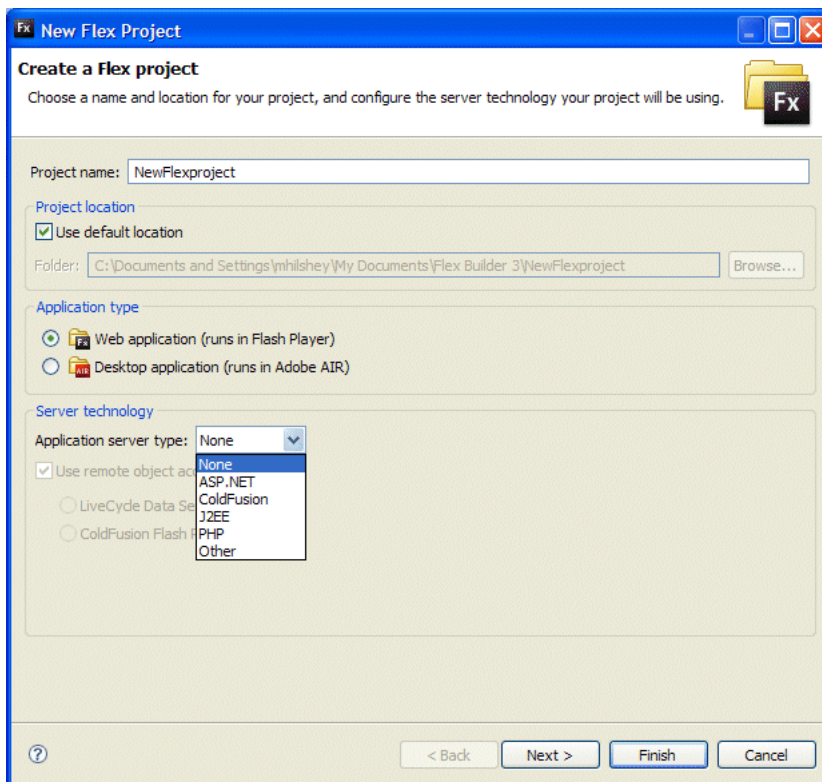 Fx New Flex Project
Create a Flex project
Choose a name and location for your project, and configure the server technology your project will be using.
Fx
Project name: NewFlexproject
Project location
Use default location
Folder: C:\Documents and Settings\mhilshey\My Documents\Flex Builder 3\NewFlexproject Browse...
Application type
Fx Web application (runs in Flash Player)
AIR Desktop application (runs in Adobe AIR)
Server technology
Application server type: None
None
Use remote object acc
ASP.NET
ColdFusion
LiveCycle Data Se
J2EE
ColdFusion Flash
PHP
Other
? < Back Next > Finish Cancel